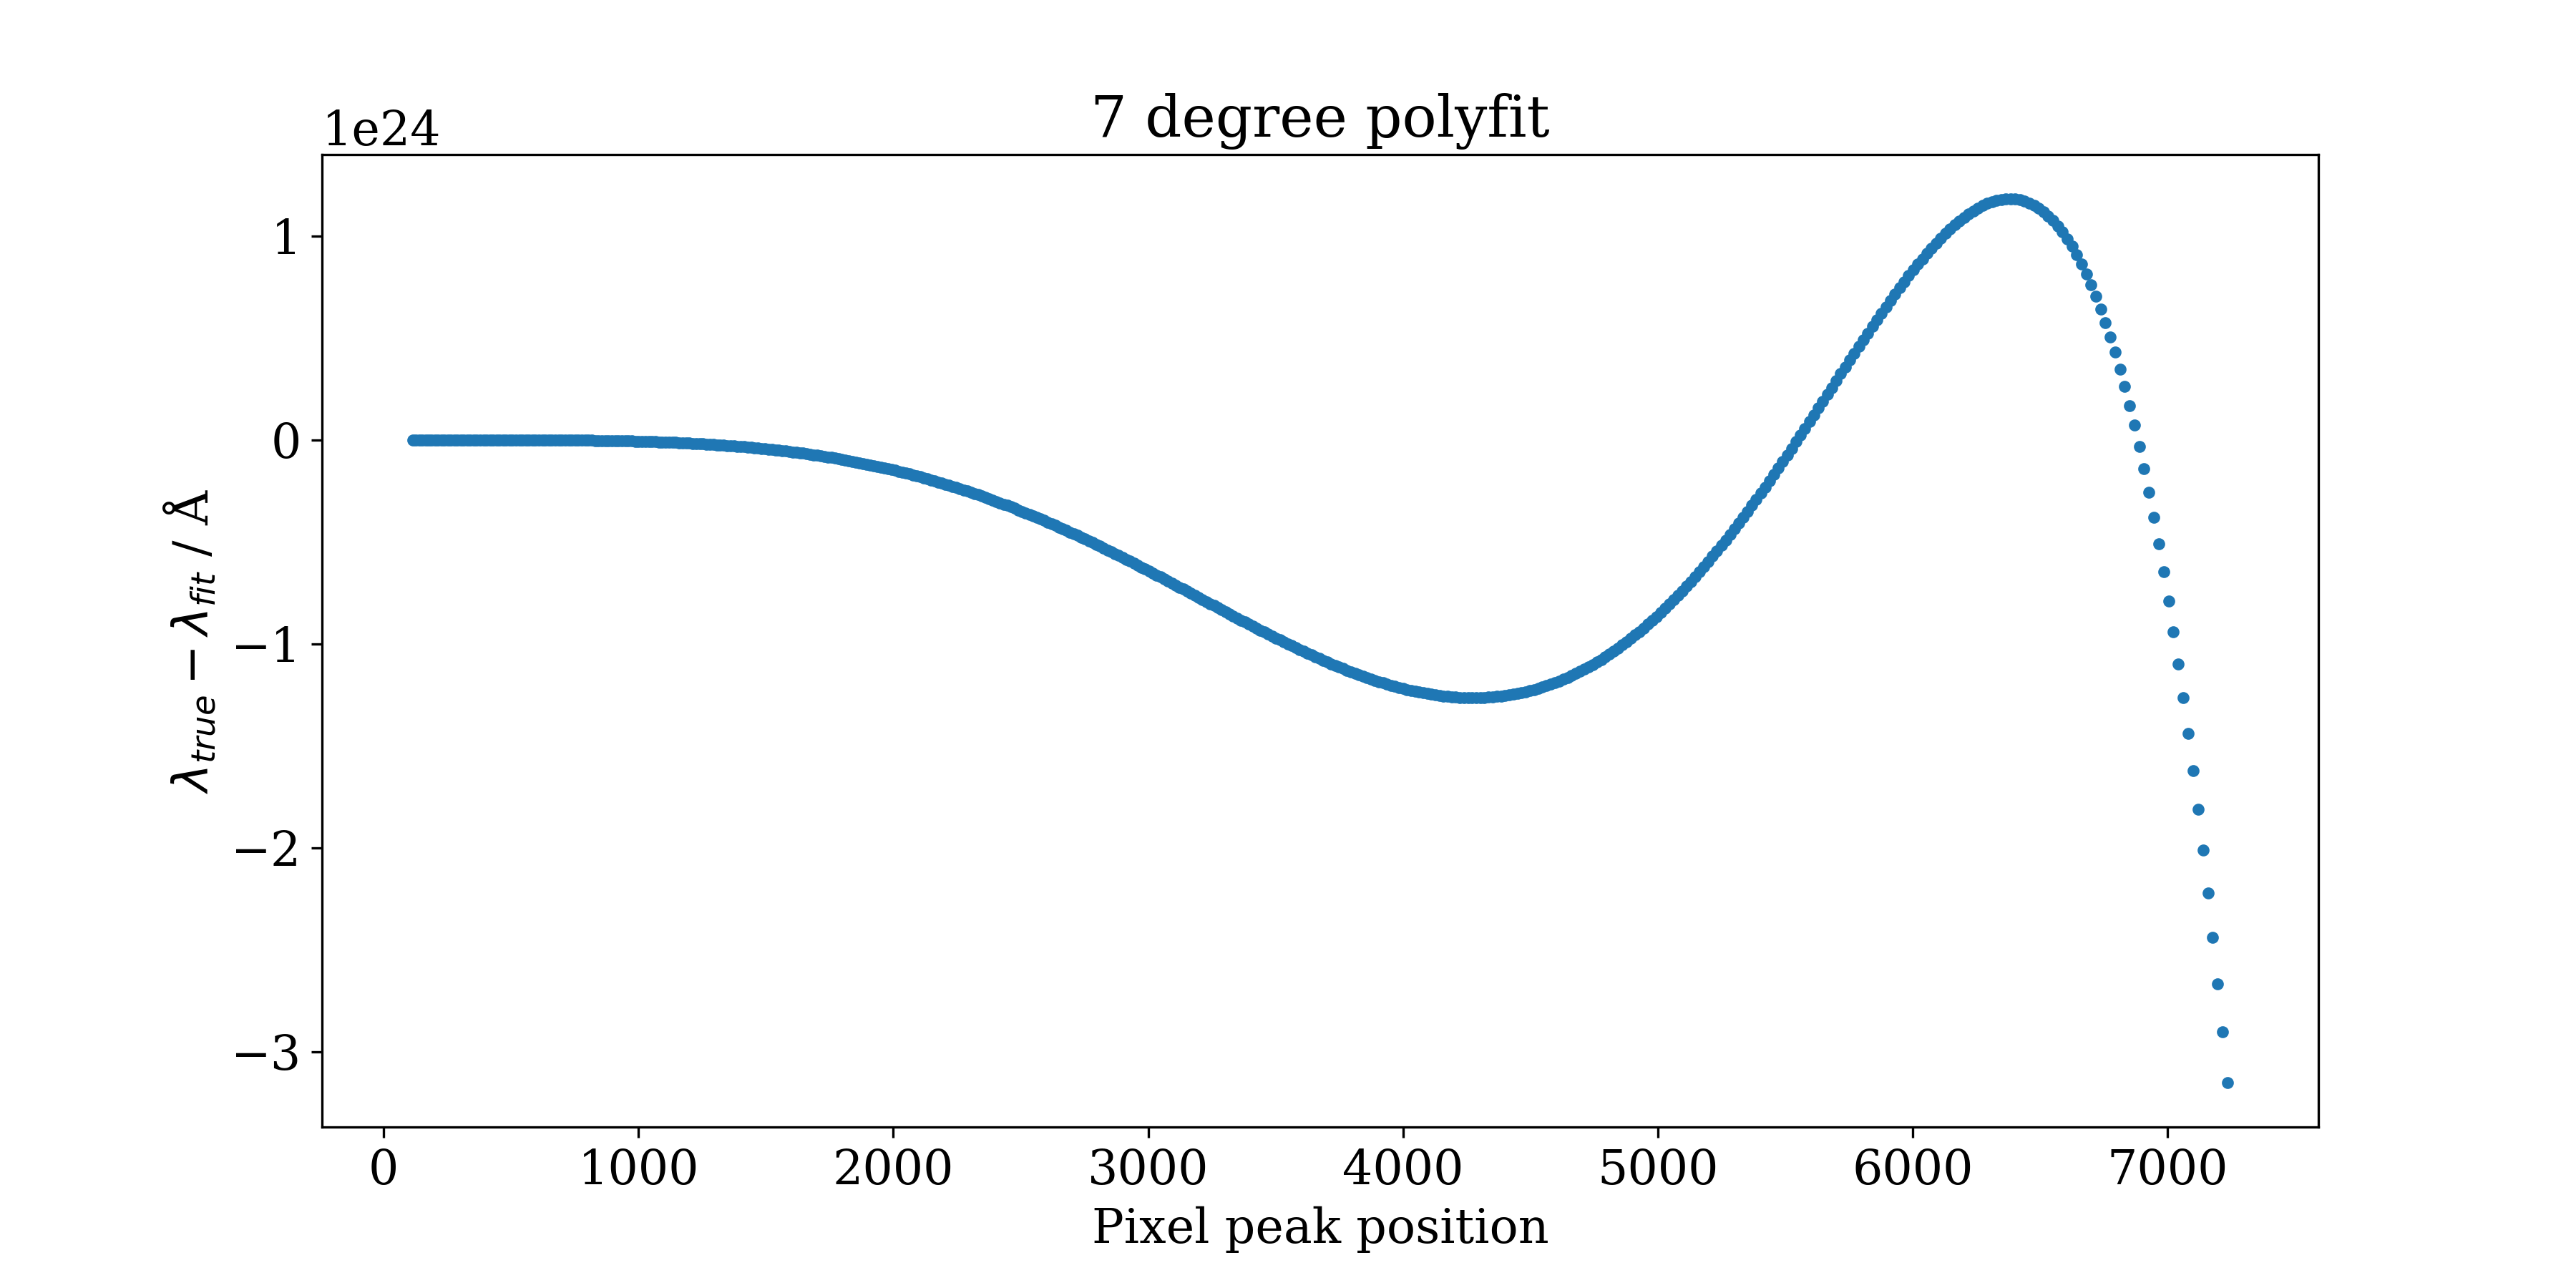 7 degree polyfit
1e24
1
0
−1
−2
−3
λtrue − λfit / Å
0 1000 2000 3000 4000 5000 6000 7000
Pixel peak position